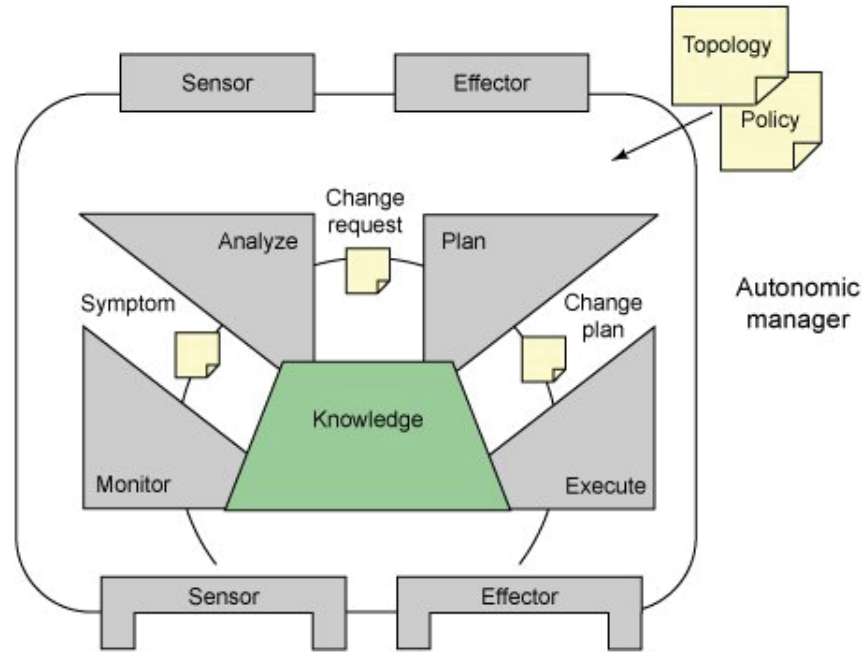 Sensor
Effector
Topology
Policy
Change
request
Analyze
Plan
Symptom
Change
plan
Autonomic
manager
Knowledge
Monitor
Execute
Sensor
Effector